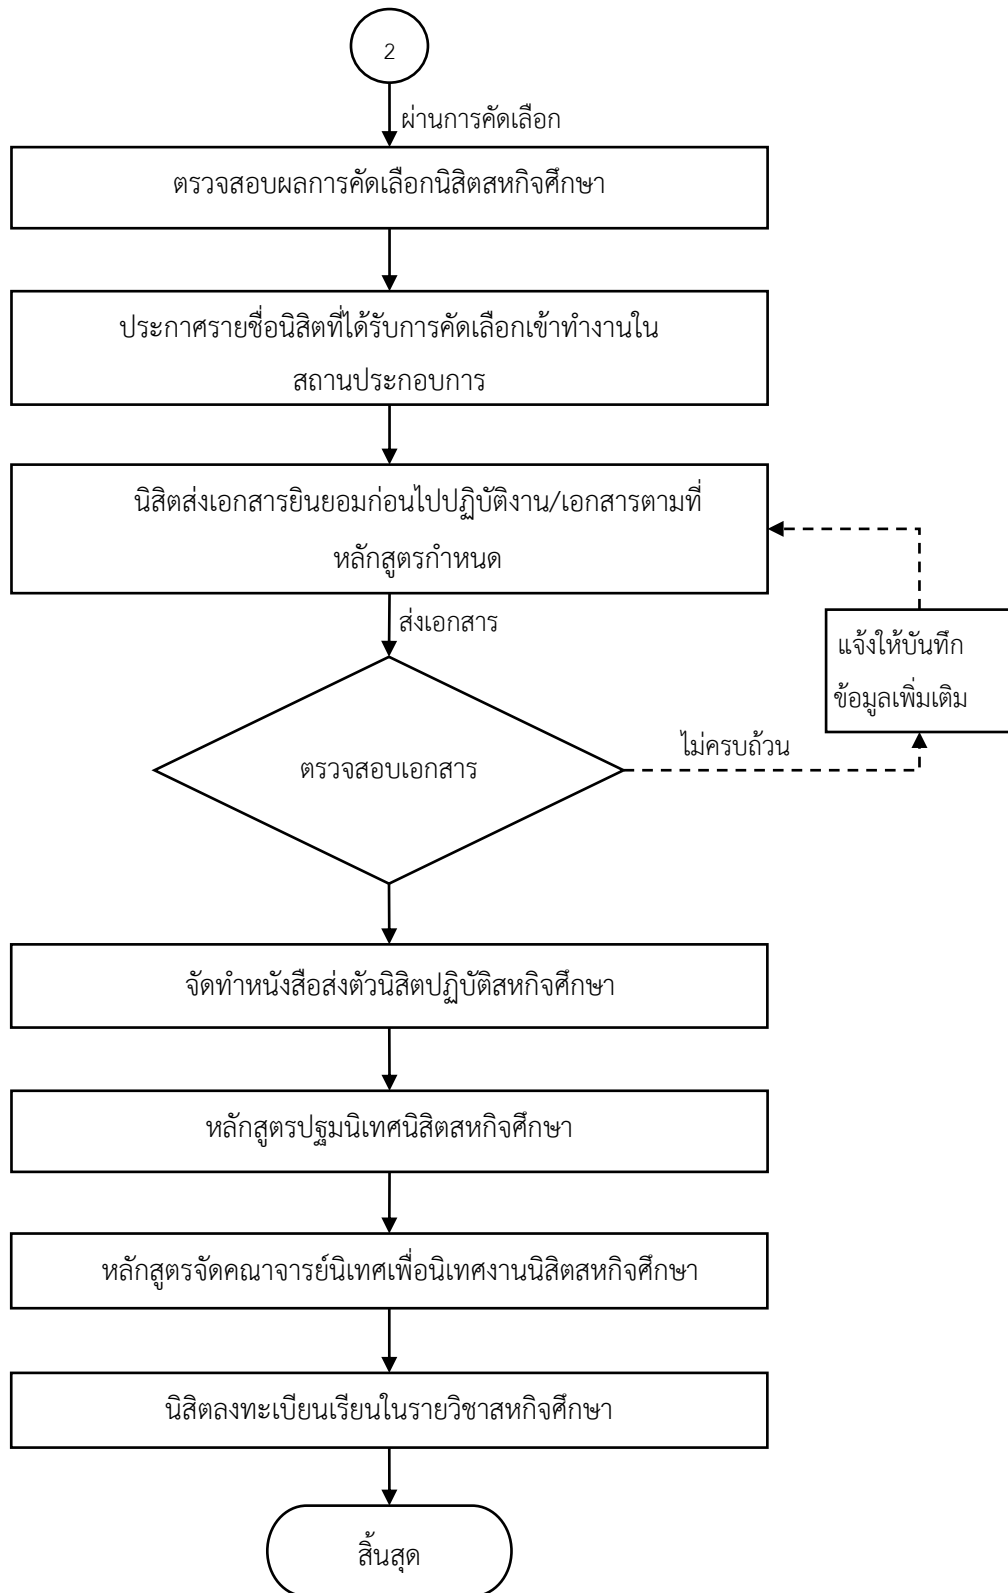 2
ผ่านการคัดเลือก
ตรวจสอบผลการคัดเลือกนิสิตสหกิจศึกษา
ประกาศรายชื่อนิสิตที่ได้รับการคัดเลือกเข้าทำงานใน
สถานประกอบการ
นิสิตส่งเอกสารยินยอมก่อนไปปฏิบัติงาน/เอกสารตามที่
หลักสูตรกำหนด
ส่งเอกสาร
แจ้งให้บันทึก
ข้อมูลเพิ่มเติม
ไม่ครบถ้วน
ตรวจสอบเอกสาร
จัดทำหนังสือส่งตัวนิสิตปฏิบัติสหกิจศึกษา
หลักสูตรปฐมนิเทศนิสิตสหกิจศึกษา
หลักสูตรจัดคณาจารย์นิเทศเพื่อนิเทศงานนิสิตสหกิจศึกษา
นิสิตลงทะเบียนเรียนในรายวิชาสหกิจศึกษา
สิ้นสุด